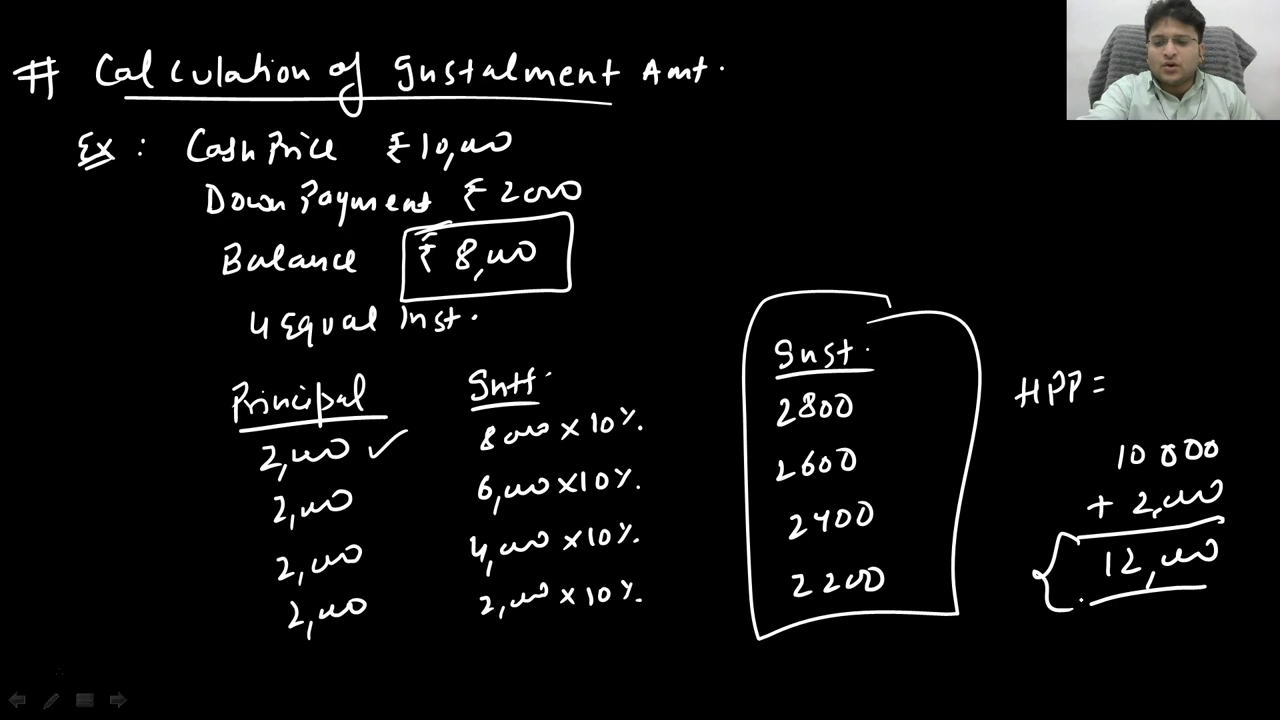 # Calculation of Instalment Amt.
Ex : Cash Price ₹10,000
Down Payment ₹ 2000
Balance ₹ 8,000
4 Equal Inst.
Principal Intt.
2,000 ✓ 8000 × 10%.
2,000 6,000 × 10%.
2,000 4,000 × 10%.
2,000 2,000 × 10%.
Inst.
2800
2600
2400
2200
HPP =
10 000
+ 2,000
12,000